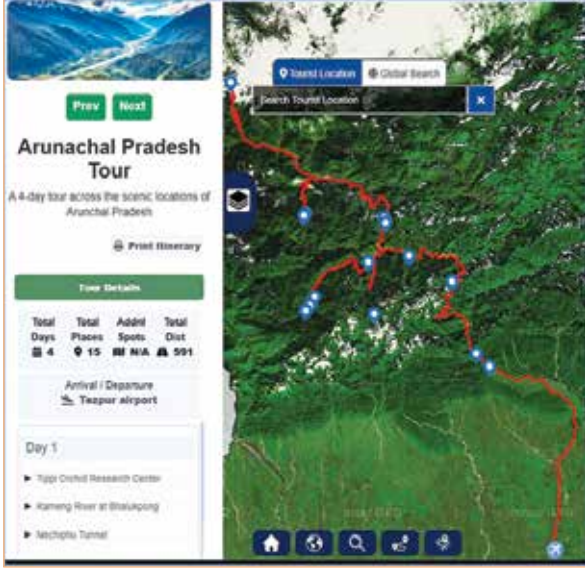 Prev Next
Arunachal Pradesh
Tour
A 4-day tour across the scenic locations of
Arunchal Pradesh
Print Itinerary
Tour Details
Total Total Addnl Total
Days Places Spots Dist
4 15 N/A 591
Arrival / Departure
Tezpur airport
Day 1
Tippi Orchid Research Center
Kameng River at Bhalukpong
Nechiphu Tunnel
Tourist Location Global Search
Search Tourist Location